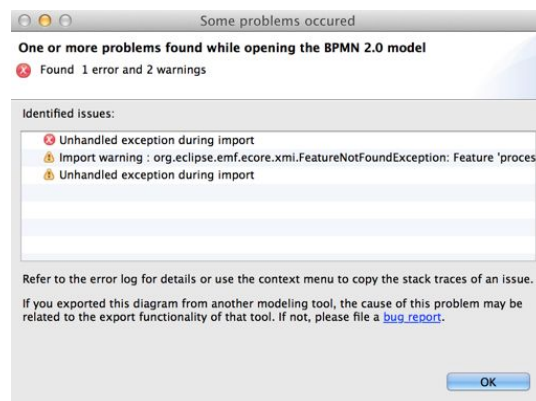 Some problems occured
One or more problems found while opening the BPMN 2.0 model
Found 1 error and 2 warnings
Identified issues:
Unhandled exception during import
Import warning : org.eclipse.emf.ecore.xmi.FeatureNotFoundException: Feature 'proces
Unhandled exception during import
Refer to the error log for details or use the context menu to copy the stack traces of an issue.
If you exported this diagram from another modeling tool, the cause of this problem may be
related to the export functionality of that tool. If not, please file a bug report.
OK